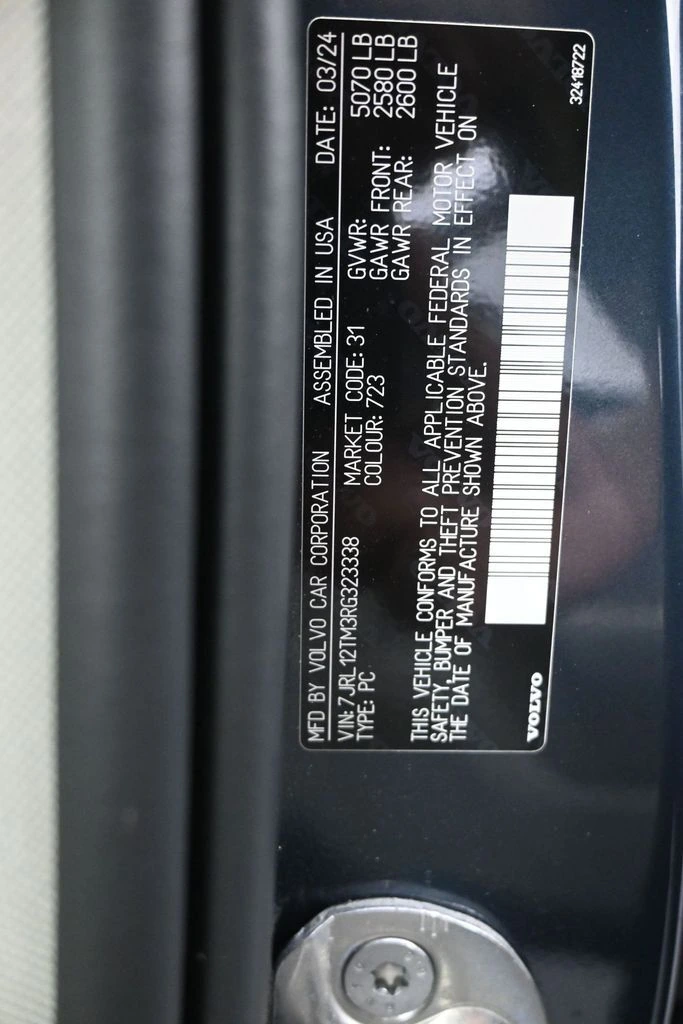 MFD BY VOLVO CAR CORPORATION ASSEMBLED IN USA DATE: 03/24
VIN: 7JRL12TM3RG323338 MARKET CODE: 31 GVWR: 5070 LB
TYPE: PC COLOUR: 723 GAWR FRONT: 2580 LB
GAWR REAR: 2600 LB
THIS VEHICLE CONFORMS TO ALL APPLICABLE FEDERAL MOTOR VEHICLE
SAFETY, BUMPER AND THEFT PREVENTION STANDARDS IN EFFECT ON
THE DATE OF MANUFACTURE SHOWN ABOVE.
VOLVO
32418722